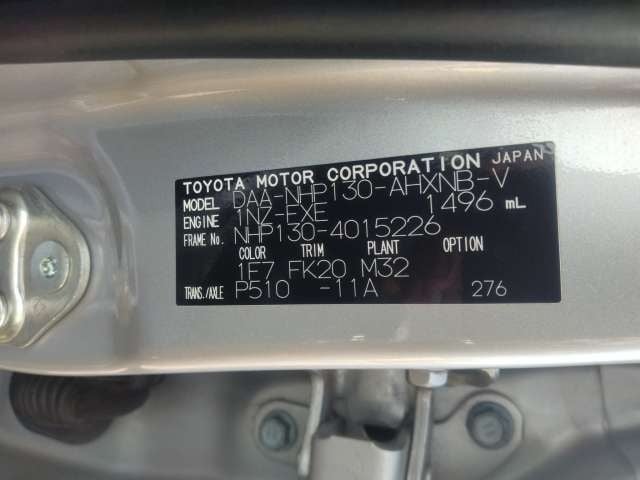 TOYOTA MOTOR CORPORATION JAPAN
MODEL DAA-NHP130-AHXNB-V
ENGINE 1NZ-FXE 1496 mL
FRAME No. NHP130-4015226
COLOR TRIM PLANT OPTION
1F7 FK20 M32
TRANS./AXLE P510 -11A 276